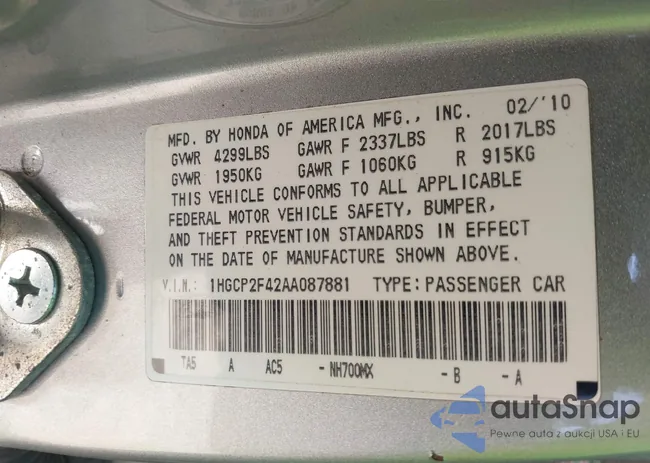 MFD. BY HONDA OF AMERICA MFG., INC. 02/'10
GVWR 4299LBS GAWR F 2337LBS R 2017LBS
GVWR 1950KG GAWR F 1060KG R 915KG
THIS VEHICLE CONFORMS TO ALL APPLICABLE
FEDERAL MOTOR VEHICLE SAFETY, BUMPER,
AND THEFT PREVENTION STANDARDS IN EFFECT
ON THE DATE OF MANUFACTURE SHOWN ABOVE.
V.I.N.: 1HGCP2F42AA087881 TYPE: PASSENGER CAR
TA5 A AC5 - NH700MX - B - A
autaSnap
Pewne auta z aukcji USA i EU